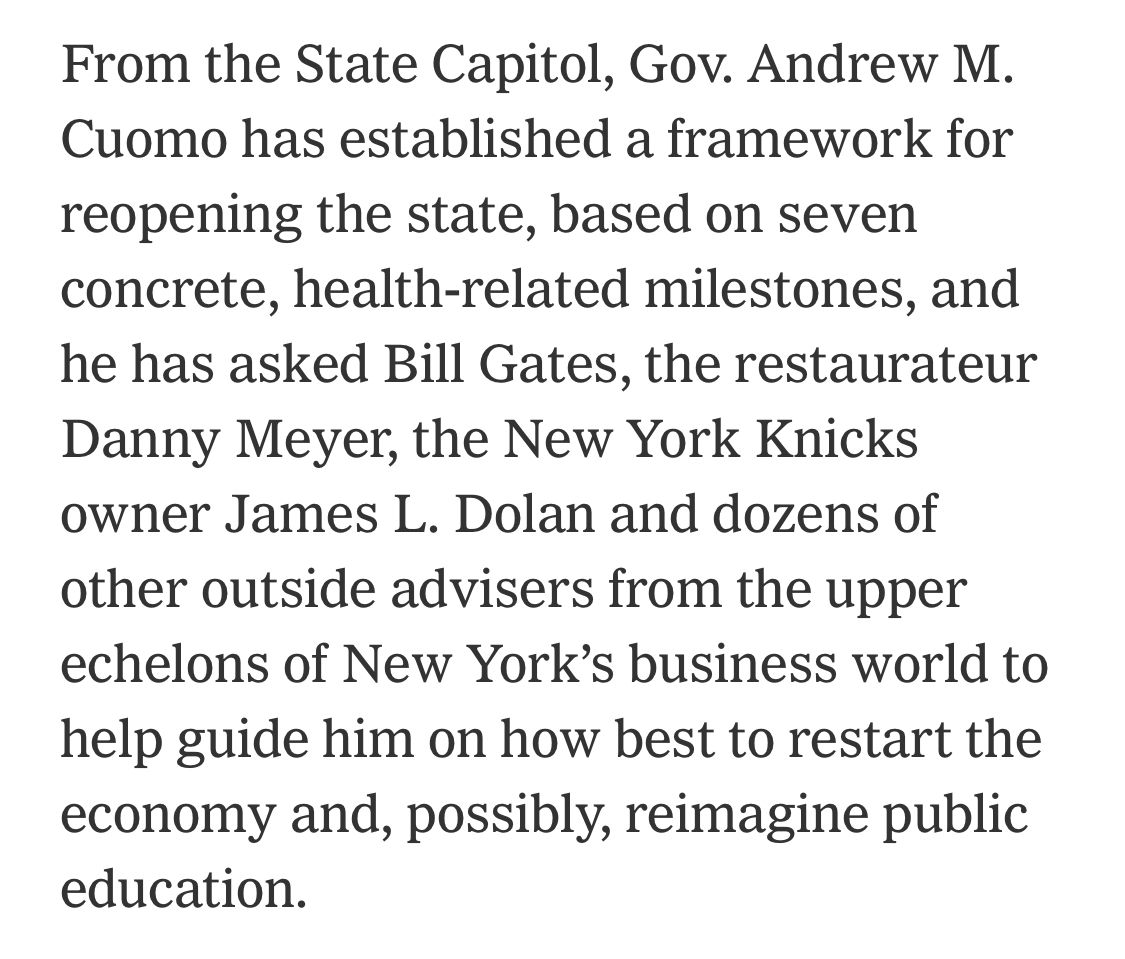 From the State Capitol, Gov. Andrew M.
Cuomo has established a framework for
reopening the state, based on seven
concrete, health-related milestones, and
he has asked Bill Gates, the restaurateur
Danny Meyer, the New York Knicks
owner James L. Dolan and dozens of
other outside advisers from the upper
echelons of New York’s business world to
help guide him on how best to restart the
economy and, possibly, reimagine public
education.